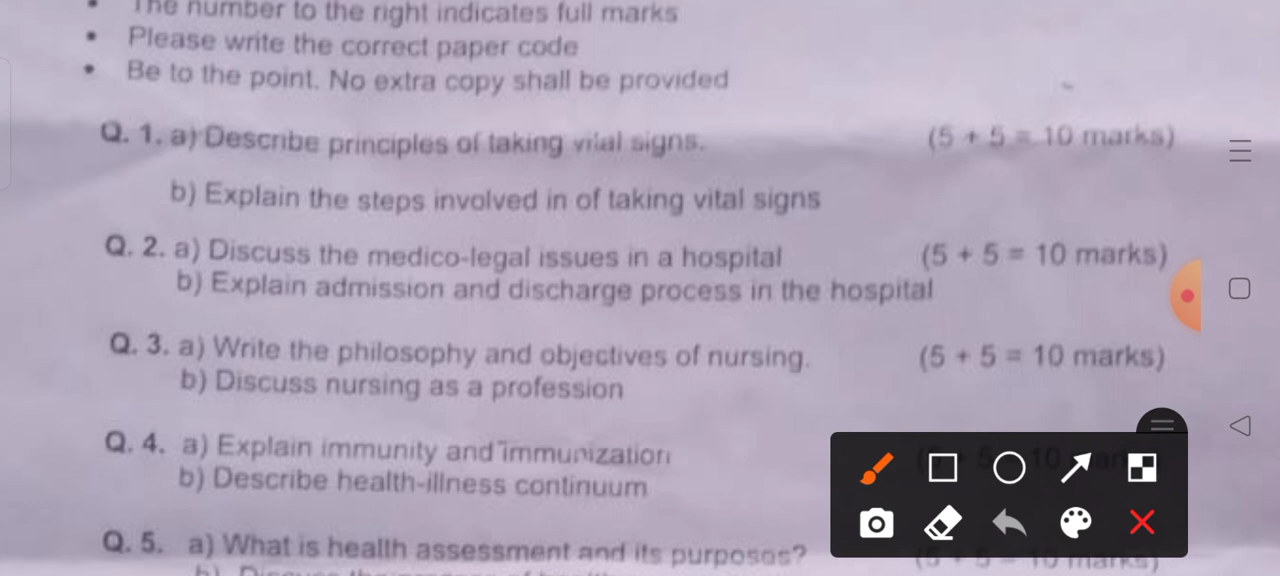 The number to the right indicates full marks
• Please write the correct paper code
• Be to the point. No extra copy shall be provided
Q. 1. a) Describe principles of taking vital signs. (5 + 5 = 10 marks)
b) Explain the steps involved in of taking vital signs
Q. 2. a) Discuss the medico-legal issues in a hospital (5 + 5 = 10 marks)
b) Explain admission and discharge process in the hospital
Q. 3. a) Write the philosophy and objectives of nursing. (5 + 5 = 10 marks)
b) Discuss nursing as a profession
Q. 4. a) Explain immunity and immunization
b) Describe health-illness continuum
Q. 5. a) What is health assessment and its purposes? (5 + 5 = 10 marks)
b)